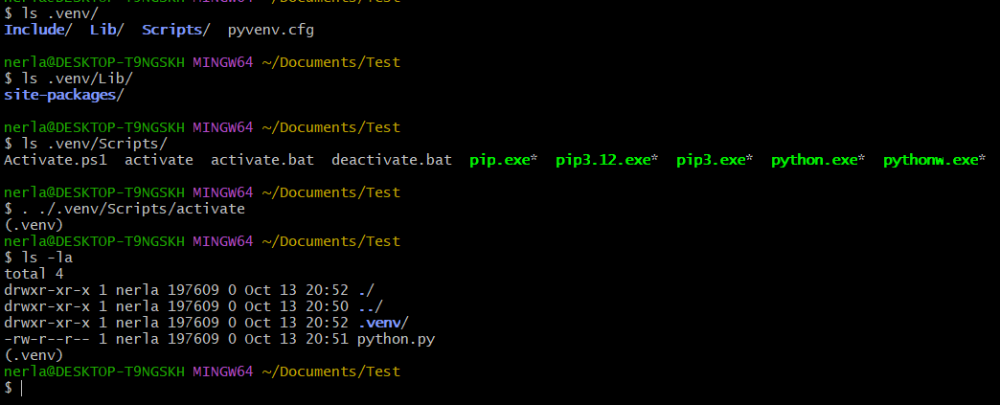 $ ls .venv/
Include/  Lib/  Scripts/  pyvenv.cfg
nerla@DESKTOP-T9NGSKH MINGW64 ~/Documents/Test
$ ls .venv/Lib/
site-packages/
nerla@DESKTOP-T9NGSKH MINGW64 ~/Documents/Test
$ ls .venv/Scripts/
Activate.ps1  activate  activate.bat  deactivate.bat  pip.exe*  pip3.12.exe*  pip3.exe*  python.exe*  pythonw.exe*
nerla@DESKTOP-T9NGSKH MINGW64 ~/Documents/Test
$ . ./.venv/Scripts/activate
(.venv)
nerla@DESKTOP-T9NGSKH MINGW64 ~/Documents/Test
$ ls -la
total 4
drwxr-xr-x 1 nerla 197609 0 Oct 13 20:52 ./
drwxr-xr-x 1 nerla 197609 0 Oct 13 20:50 ../
drwxr-xr-x 1 nerla 197609 0 Oct 13 20:52 .venv/
-rw-r--r-- 1 nerla 197609 0 Oct 13 20:51 python.py
(.venv)
nerla@DESKTOP-T9NGSKH MINGW64 ~/Documents/Test
$